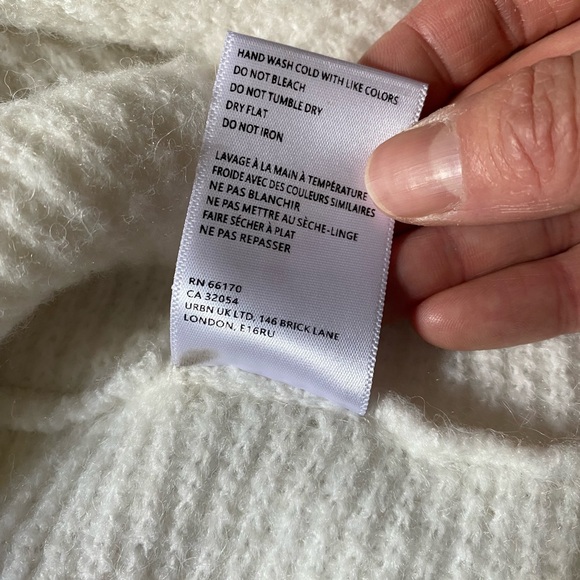 HAND WASH COLD WITH LIKE COLORS
DO NOT BLEACH
DO NOT TUMBLE DRY
DRY FLAT
DO NOT IRON
LAVAGE À LA MAIN À TEMPÉRATURE
FROIDE AVEC DES COULEURS SIMILAIRES
NE PAS BLANCHIR
NE PAS METTRE AU SÈCHE-LINGE
FAIRE SÉCHER À PLAT
NE PAS REPASSER
RN 66170
CA 32054
URBN UK LTD, 146 BRICK LANE
LONDON, E16RU